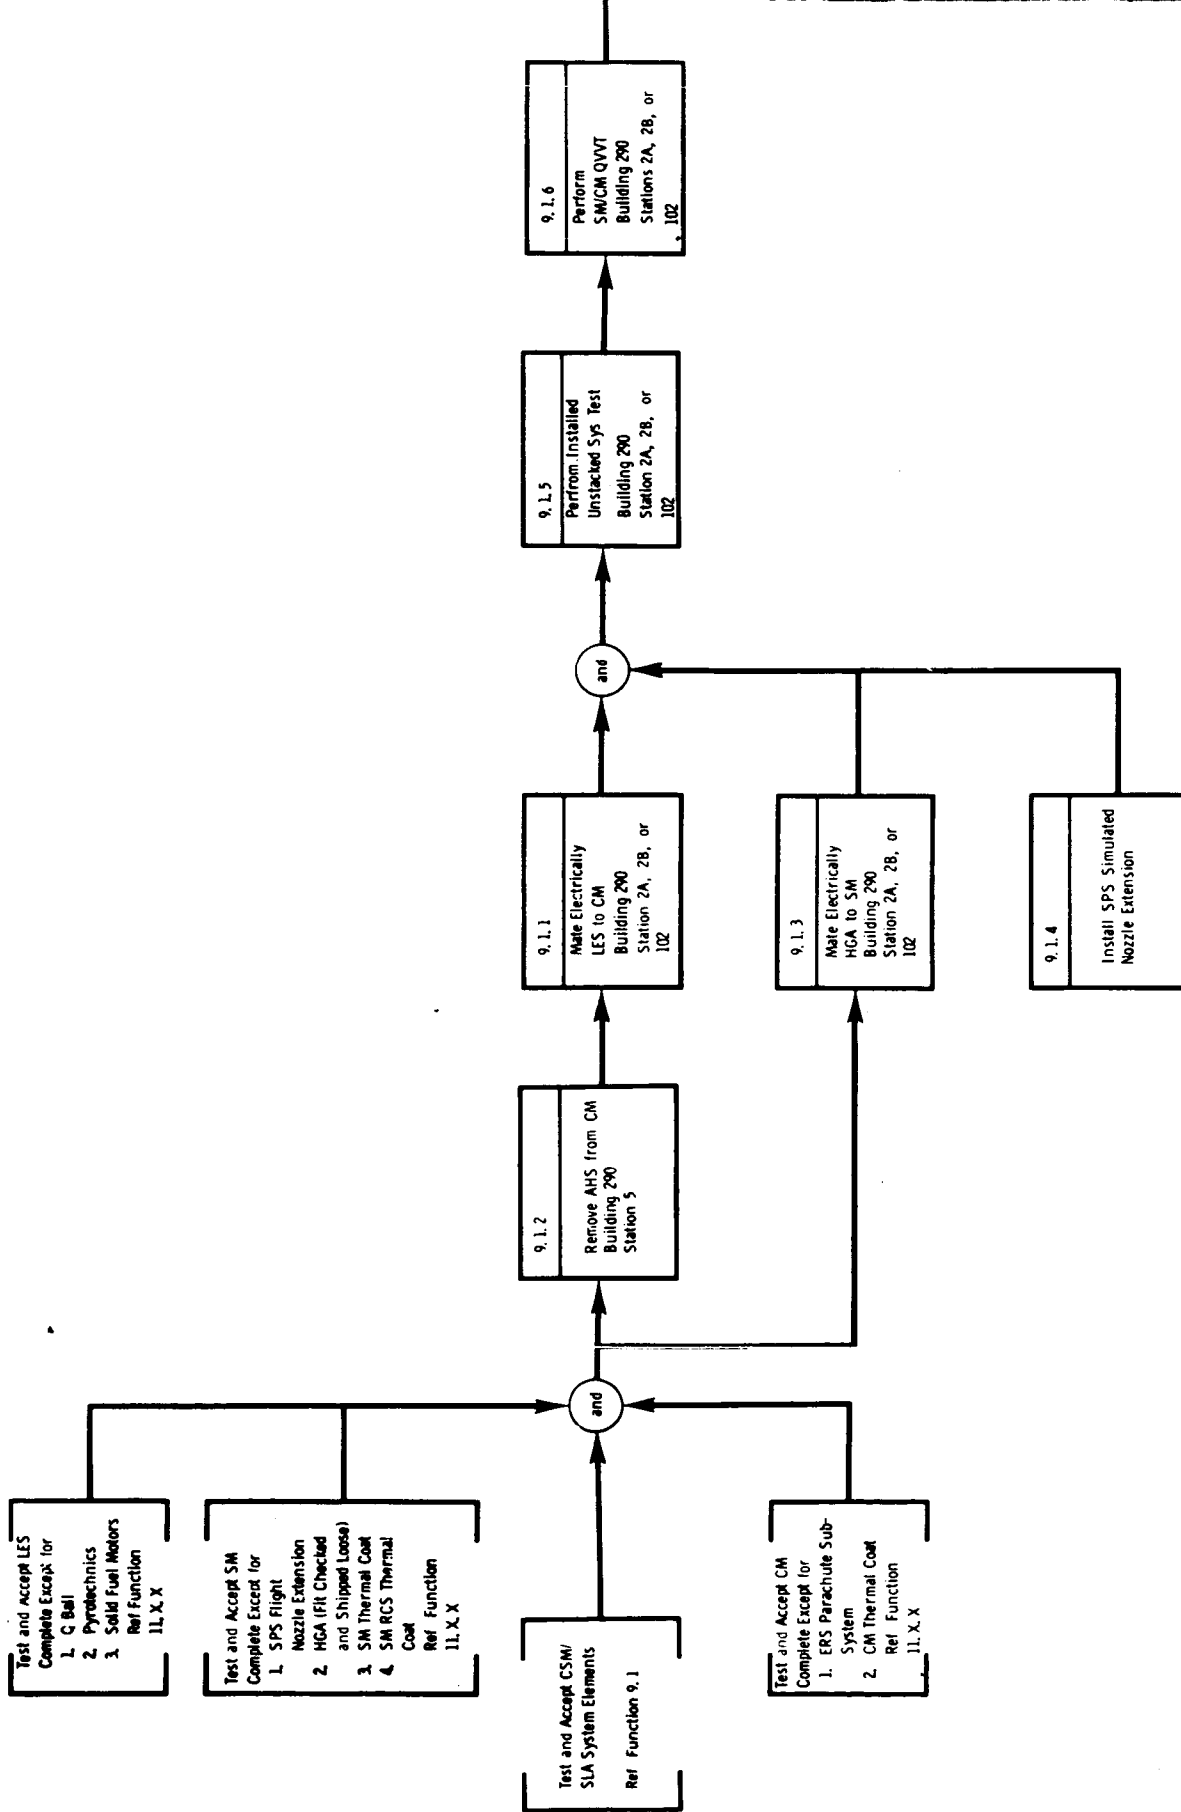 Test and Accept LES
Complete Except for
1. Q Ball
2. Pyrotechnics
3. Solid Fuel Motors
Ref Function
11. X. X
Test and Accept SM
Complete Except for
1. SPS Flight
Nozzle Extension
2. HGA (Fit Checked
and Shipped Loose)
3. SM Thermal Coat
4. SM RCS Thermal
Coat
Ref Function
11. X. X
Test and Accept CSM/
SLA System Elements
Ref Function 9. 1
Test and Accept CM
Complete Except for
1. ERS Parachute Sub-
System
2. CM Thermal Coat
Ref Function
11. X. X
and
9. 1. 2
Remove AHS from CM
Building 290
Station 5
9. 1. 1
Mate Electrically
LES to CM
Building 290
Station 2A, 2B, or
102
9. 1. 3
Mate Electrically
HGA to SM
Building 290
Station 2A, 2B, or
102
9. 1. 4
Install SPS Simulated
Nozzle Extension
and
9. 1. 5
Perfrom Installed
Unstacked Sys Test
Building 290
Station 2A, 2B, or
102
9. 1. 6
Perform
SM/CM QVVT
Building 290
Stations 2A, 2B, or
102